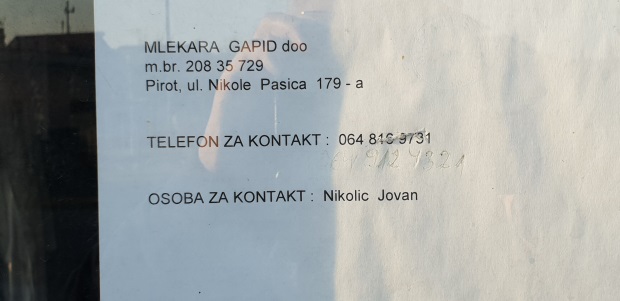 MLEKARA GAPID doo
m.br. 208 35 729
Pirot, ul. Nikole Pasica 179 - a
TELEFON ZA KONTAKT : 064 816 9731
OSOBA ZA KONTAKT : Nikolic Jovan